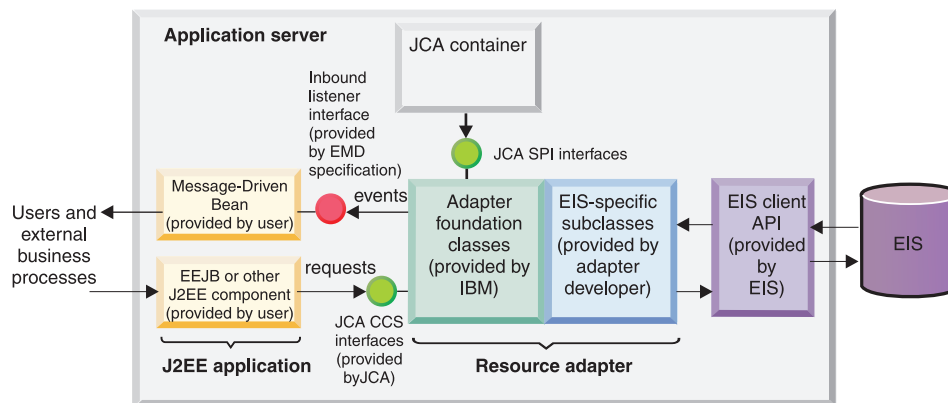 Application server
JCA container
Inbound
listener
interface
(provided
by EMD
specification)
JCA SPI interfaces
Message-Driven
Bean
(provided by user)
events
Adapter
foundation
classes
(provided by
IBM)
EIS-specific
subclasses
(provided by
adapter
developer)
EIS client
API
(provided
by
EIS)
EIS
Users and
external
business
processes
EEJB or other
J2EE component
(provided by user)
requests
JCA CCS
interfaces
(provided
byJCA)
J2EE application
Resource adapter